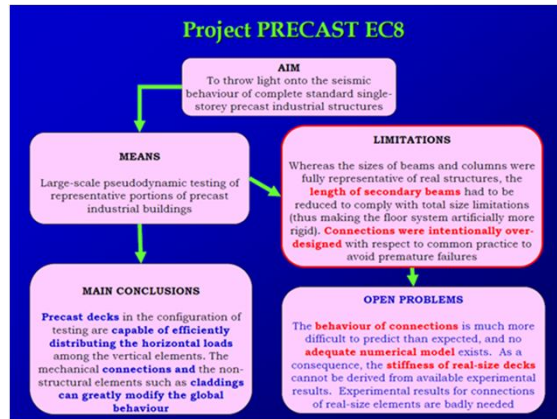 Project PRECAST EC8
AIM
To throw light onto the seismic
behaviour of complete standard single-
storey precast industrial structures
MEANS
Large-scale pseudodynamic testing of
representative portions of precast
industrial buildings
LIMITATIONS
Whereas the sizes of beams and columns were
fully representative of real structures, the
length of secondary beams had to be
reduced to comply with total size limitations
(thus making the floor system artificially more
rigid). Connections were intentionally over-
designed with respect to common practice to
avoid premature failures
MAIN CONCLUSIONS
Precast decks in the configuration of
testing are capable of efficiently
distributing the horizontal loads
among the vertical elements. The
mechanical connections and the non-
structural elements such as
claddings can greatly modify the global
behaviour
OPEN PROBLEMS
The behaviour of connections is much more
difficult to predict than expected, and no
adequate numerical model exists. As a
consequence, the stiffness of real-size decks
cannot be derived from available experimental
results. Experimental results for connections
of real-size elements are badly needed